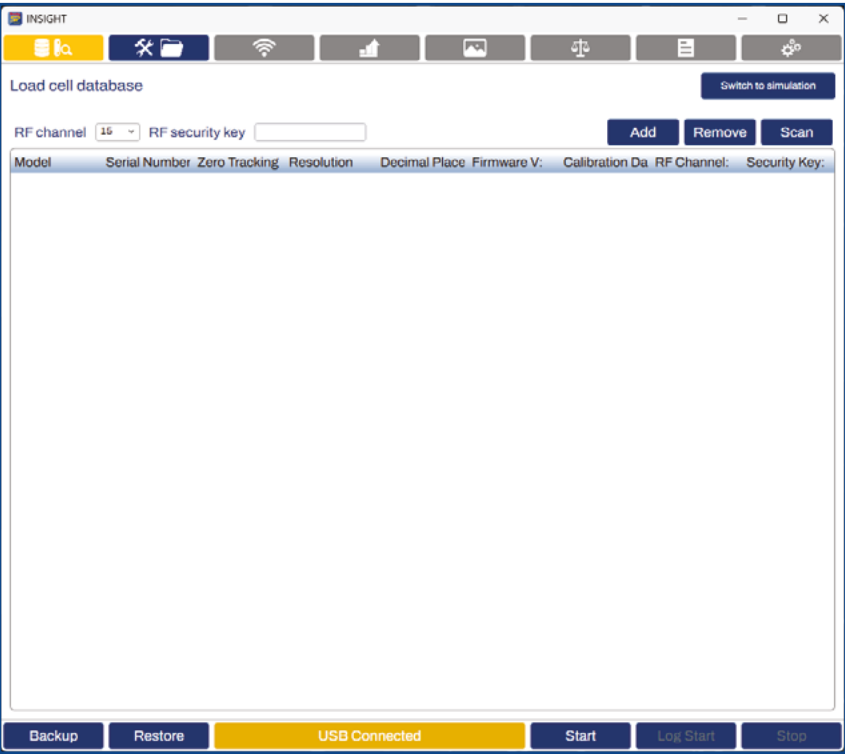 INSIGHT
Load cell database
Switch to simulation
RF channel 16 RF security key Add Remove Scan
Model Serial Number Zero Tracking Resolution Decimal Place Firmware V: Calibration Da RF Channel: Security Key:
Backup Restore USB Connected Start Log Start Stop